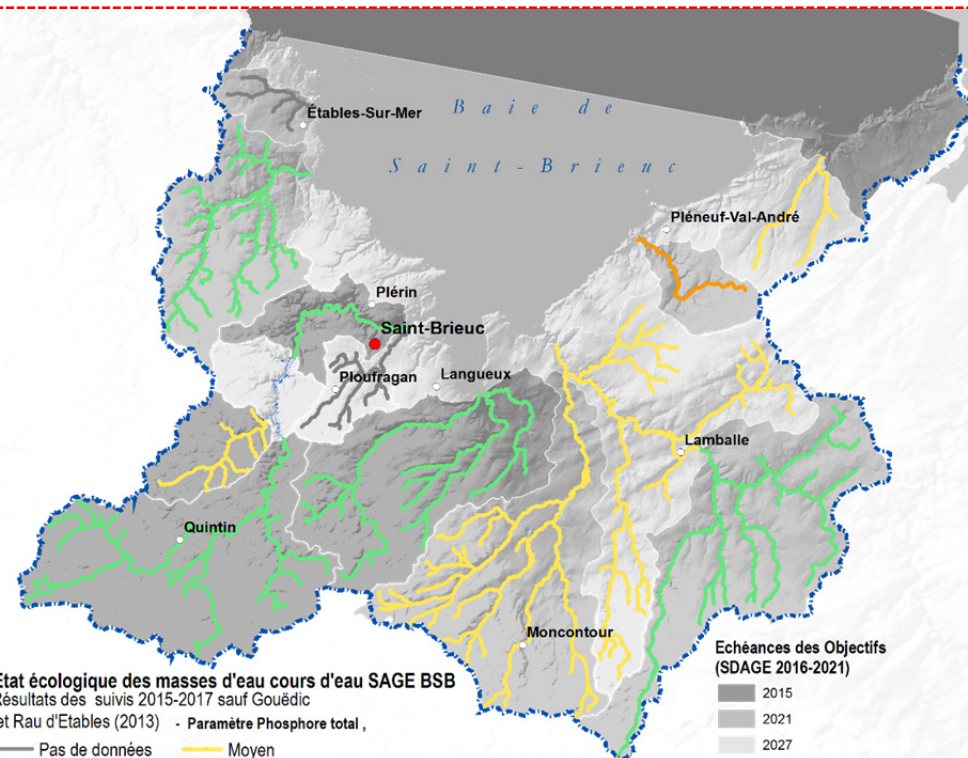 Baie de
Saint-Brieuc
Étables-Sur-Mer
Pléneuf-Val-André
Plérin
Saint-Brieuc
Ploufragan
Langueux
Lamballe
Quintin
Moncontour
Etat écologique des masses d'eau cours d'eau SAGE BSB
Résultats des suivis 2015-2017 sauf Gouëdic
et Rau d'Etables (2013) - Paramètre Phosphore total ,
Pas de données Moyen
Echéances des Objectifs
(SDAGE 2016-2021)
2015
2021
2027